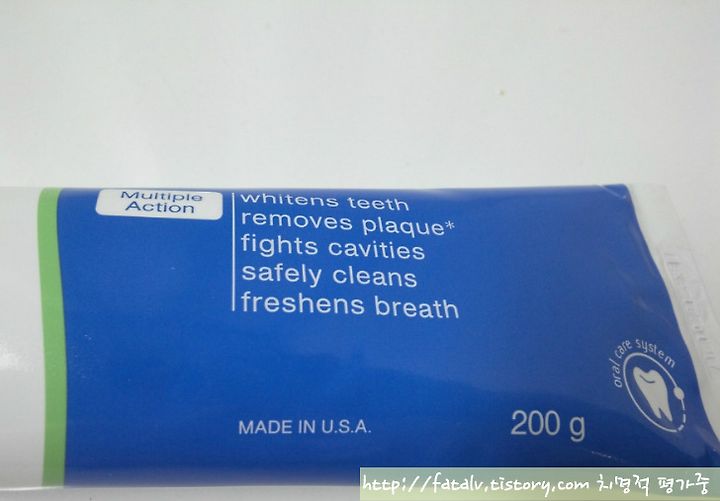 Multiple
Action
whitens teeth
removes plaque*
fights cavities
safely cleans
freshens breath
oral care system
MADE IN U.S.A.
200 g
http://fatalv.tistory.com 치명적 평가중